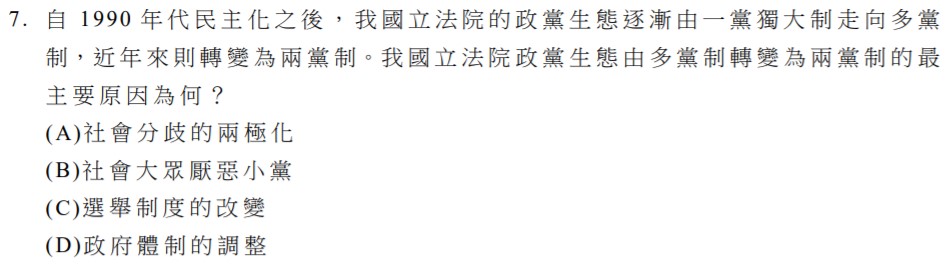 7. 自 1990 年代民主化之後，我國立法院的政黨生態逐漸由一黨獨大制走向多黨
制，近年來則轉變為兩黨制。我國立法院政黨生態由多黨制轉變為兩黨制的最
主要原因為何？
(A)社會分歧的兩極化
(B)社會大眾厭惡小黨
(C)選舉制度的改變
(D)政府體制的調整